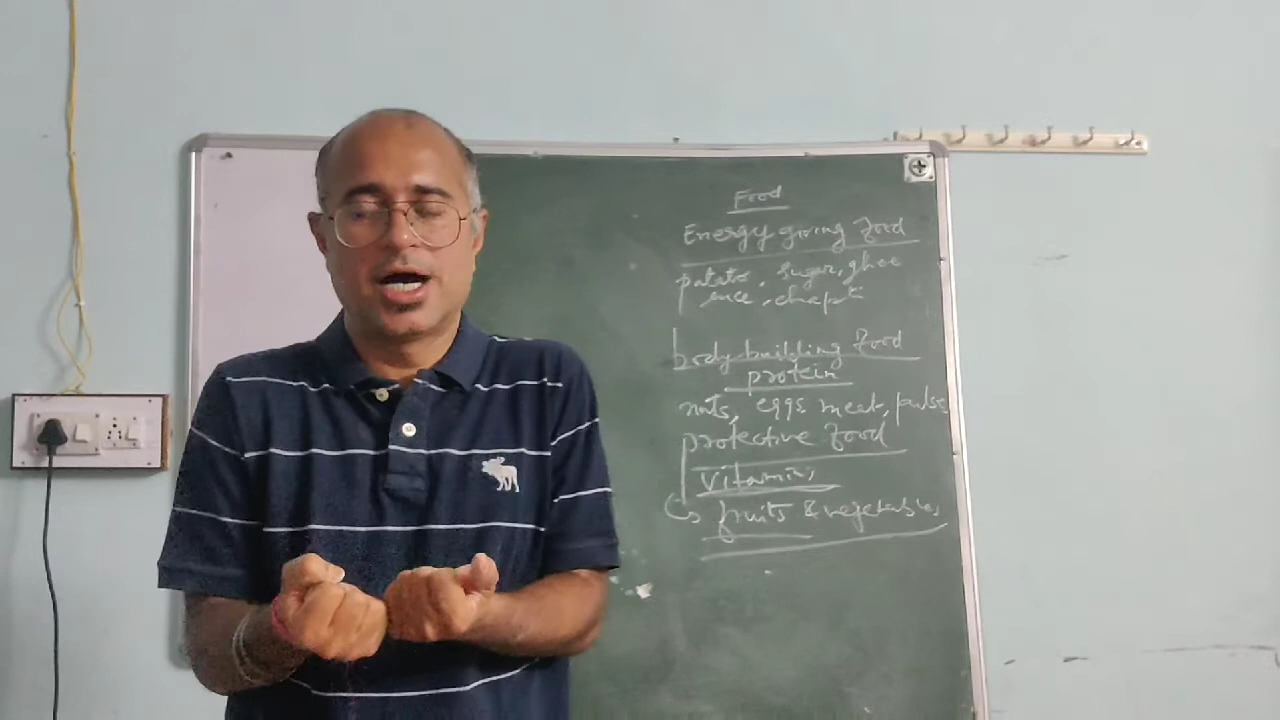 Food
Energy giving food
potato, sugar, ghee
rice, chapti
body building food
protein
nuts, eggs meat, pulse
protective food
Vitamins
fruits & vegetables